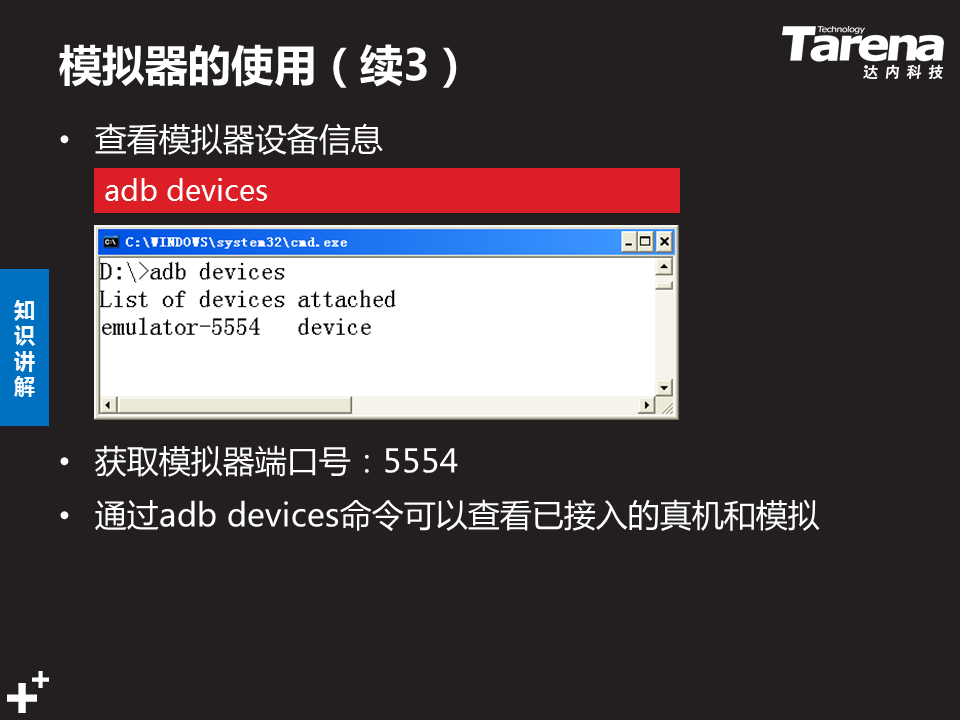 模拟器的使用（续3）
Technology
Tarena
达内科技
• 查看模拟器设备信息
adb devices
C:\WINDOWS\system32\cmd.exe
D:\>adb devices
List of devices attached
emulator-5554   device
知识讲解
• 获取模拟器端口号：5554
• 通过adb devices命令可以查看已接入的真机和模拟